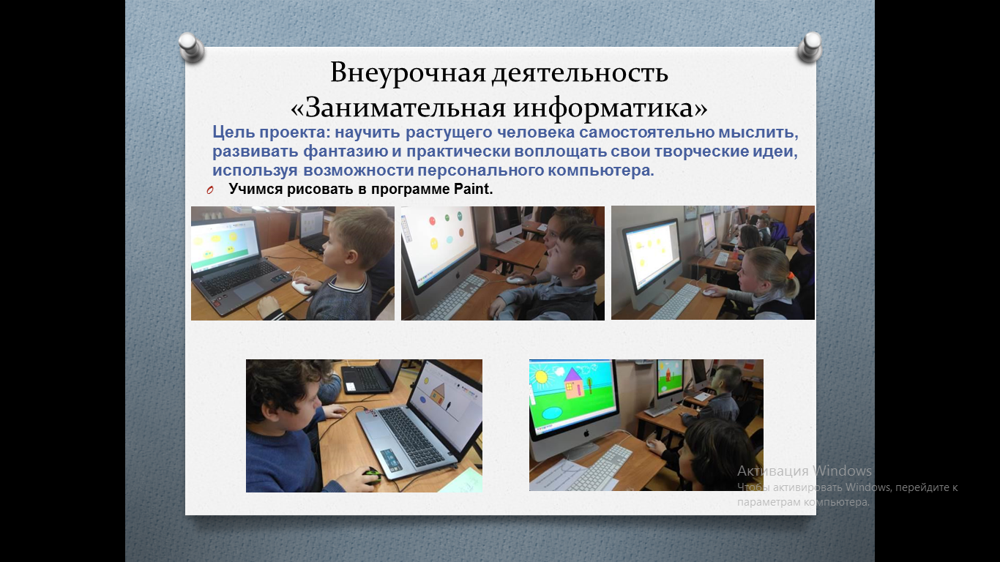 Внеурочная деятельность
«Занимательная информатика»
Цель проекта: научить растущего человека самостоятельно мыслить,
развивать фантазию и практически воплощать свои творческие идеи,
используя возможности персонального компьютера.
Учимся рисовать в программе Paint.
Активация Windows
Чтобы активировать Windows, перейдите к
параметрам компьютера.